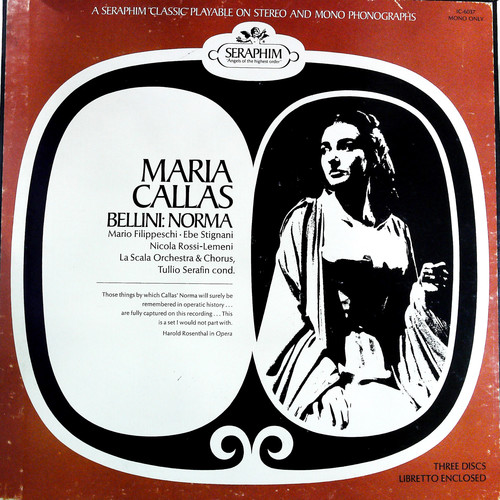 A SERAPHIM "CLASSIC" PLAYABLE ON STEREO AND MONO PHONOGRAPHS
IC-6037
MONO ONLY
SERAPHIM
"Angels of the highest order"
MARIA
CALLAS
BELLINI: NORMA
Mario Filippeschi · Ebe Stignani
Nicola Rossi-Lemeni
La Scala Orchestra & Chorus,
Tullio Serafin cond.
Those things by which Callas' Norma will surely be
remembered in operatic history . . .
are fully captured on this recording . . . This
is a set I would not part with.
Harold Rosenthal in Opera
THREE DISCS
LIBRETTO ENCLOSED